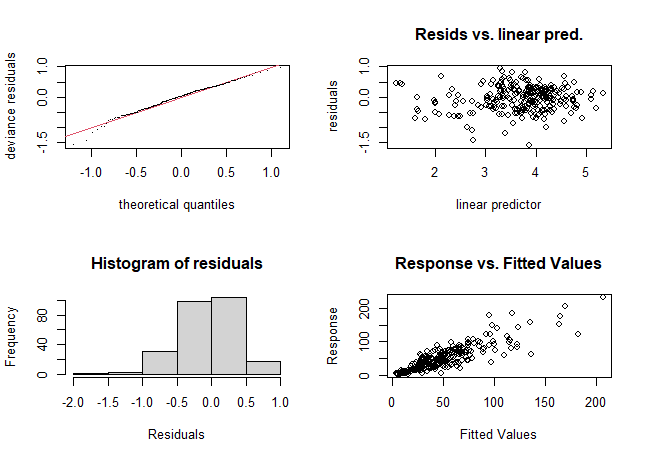 deviance residuals
-1.5 0.0 1.0
-1.0 -0.5 0.0 0.5 1.0
theoretical quantiles
Resids vs. linear pred.
residuals
-1.5 0.0 1.0
2 3 4 5
linear predictor
Histogram of residuals
Frequency
0 40 80
-2.0 -1.5 -1.0 -0.5 0.0 0.5 1.0
Residuals
Response vs. Fitted Values
Response
0 100 200
0 50 100 150 200
Fitted Values